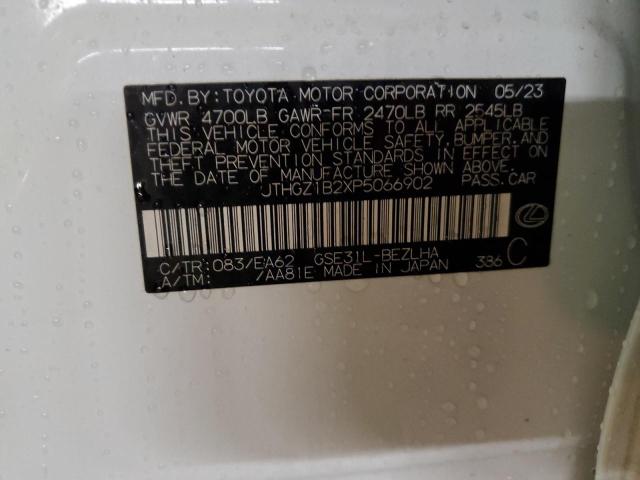 MFD. BY: TOYOTA MOTOR CORPORATION 05/23
GVWR 4700LB GAWR-FR 2470LB RR 2545LB
THIS VEHICLE CONFORMS TO ALL APPLICABLE
FEDERAL MOTOR VEHICLE SAFETY, BUMPER, AND
THEFT PREVENTION STANDARDS IN EFFECT ON
THE DATE OF MANUFACTURE SHOWN ABOVE.
JTHGZ1B2XP5066902 PASS.CAR
C/TR: 083/EA62 GSE31L-BEZLHA C
A/TM: /AA81E MADE IN JAPAN 386